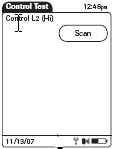 Control Test 12:48pm
Control L2 (Hi)
Scan
11/13/07